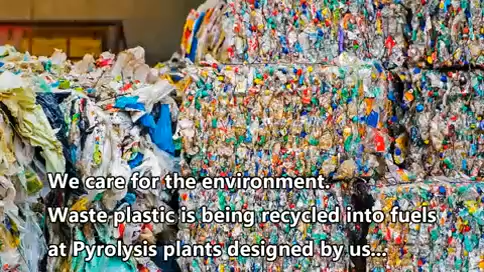 We care for the environment.
Waste plastic is being recycled into fuels
at Pyrolysis plants designed by us...